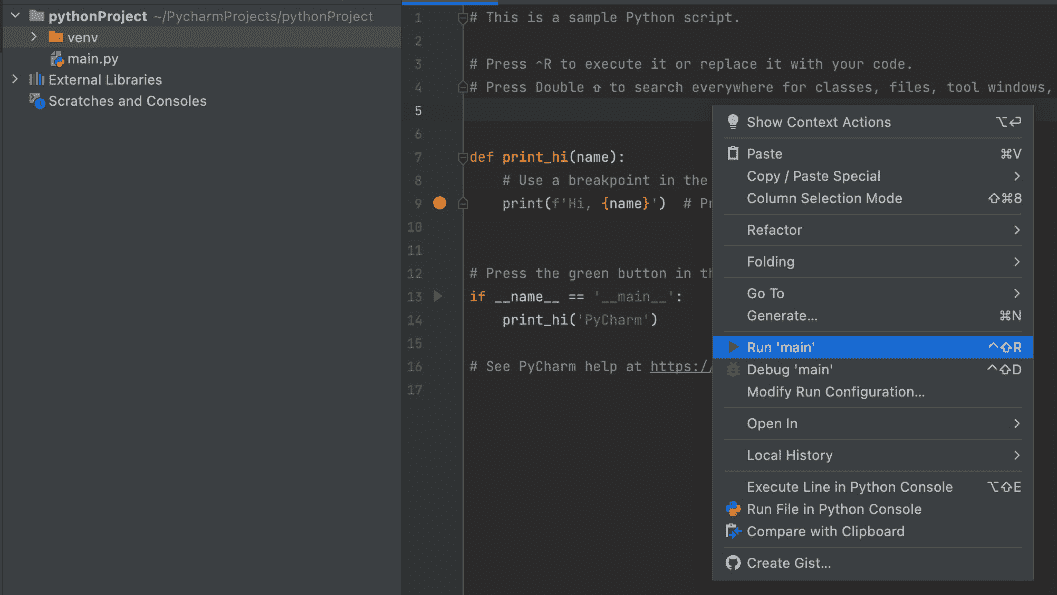 pythonProject ~/PycharmProjects/pythonProject
venv
main.py
External Libraries
Scratches and Consoles
1 # This is a sample Python script.
2
3 # Press ⌃R to execute it or replace it with your code.
4 # Press Double ⇧ to search everywhere for classes, files, tool windows,
5
6
7 def print_hi(name):
8 # Use a breakpoint in the
9 print(f'Hi, {name}') # Pr
10
11
12 # Press the green button in th
13 if __name__ == '__main__':
14 print_hi('PyCharm')
15
16 # See PyCharm help at https:/
17
Show Context Actions ⌥↩
Paste ⌘V
Copy / Paste Special
Column Selection Mode ⇧⌘8
Refactor
Folding
Go To
Generate... ⌘N
Run 'main' ⌃⇧R
Debug 'main' ⌃⇧D
Modify Run Configuration...
Open In
Local History
Execute Line in Python Console ⌥⇧E
Run File in Python Console
Compare with Clipboard
Create Gist...